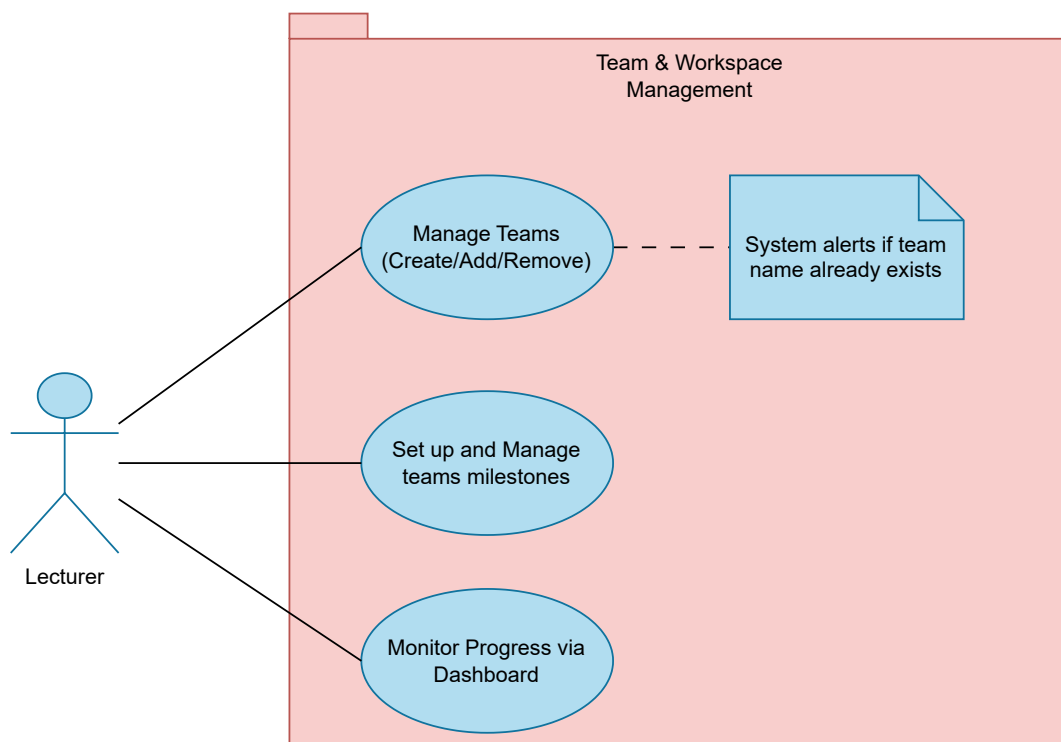 Team & Workspace
Management
Manage Teams
(Create/Add/Remove)
System alerts if team
name already exists
Set up and Manage
teams milestones
Lecturer
Monitor Progress via
Dashboard